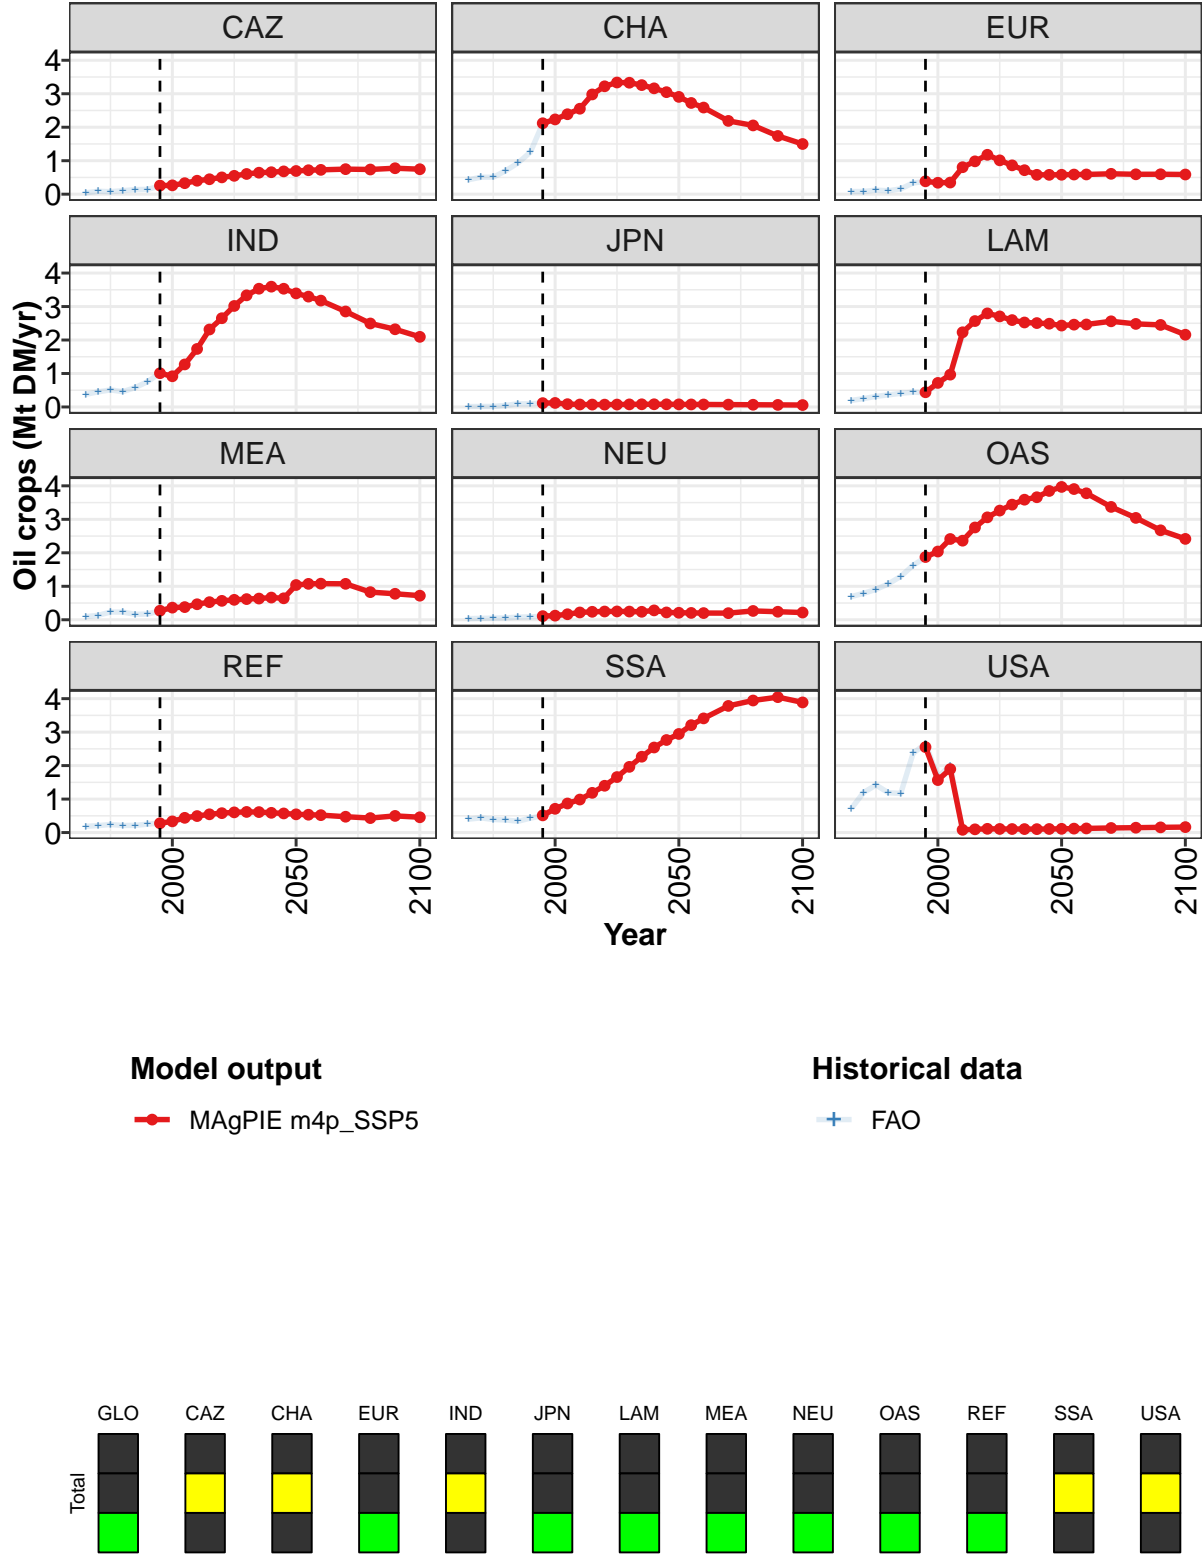 CAZ CHA EUR
4
3
2
1
0
IND JPN LAM
4
3
2
1
0
Oil crops (Mt DM/yr)
MEA NEU OAS
4
3
2
1
0
REF SSA USA
4
3
2
1
0
2000 2050 2100 2000 2050 2100 2000 2050 2100
Year
Model output Historical data
MAgPIE m4p_SSP5 FAO
GLO CAZ CHA EUR IND JPN LAM MEA NEU OAS REF SSA USA
Total